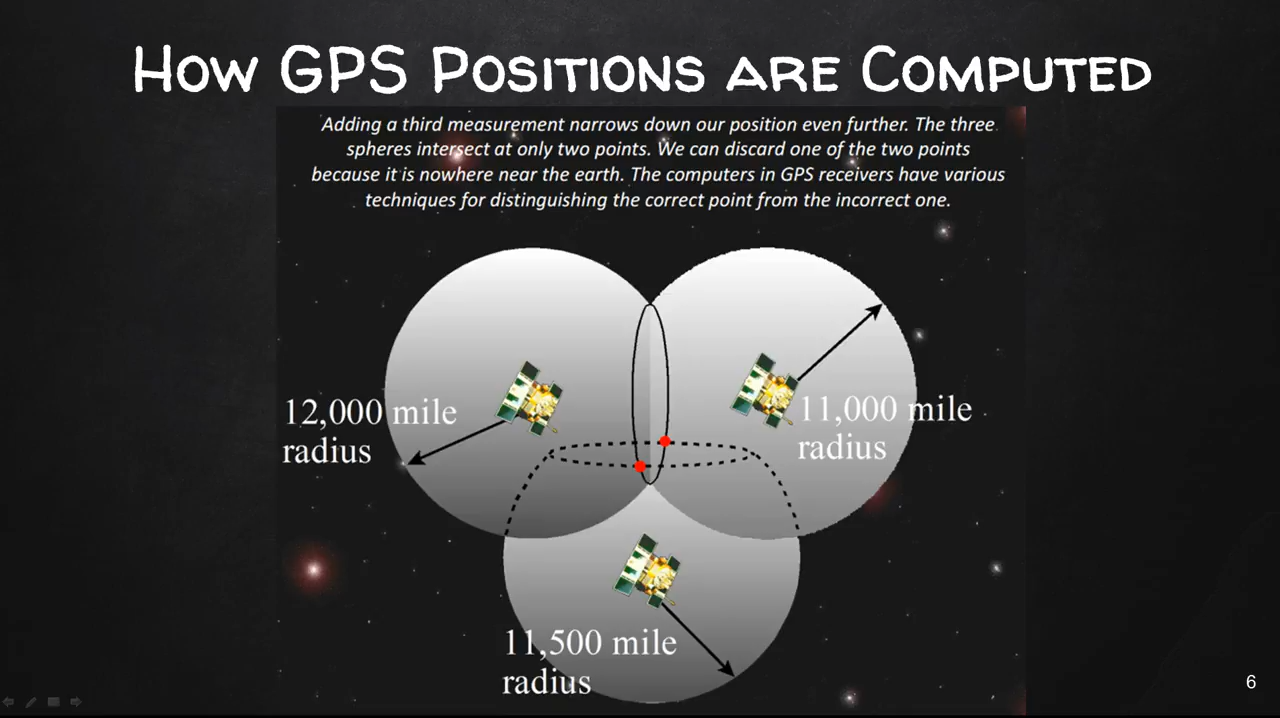 How GPS Positions are Computed
Adding a third measurement narrows down our position even further. The three
spheres intersect at only two points. We can discard one of the two points
because it is nowhere near the earth. The computers in GPS receivers have various
techniques for distinguishing the correct point from the incorrect one.
12,000 mile
radius
11,000 mile
radius
11,500 mile
radius
6